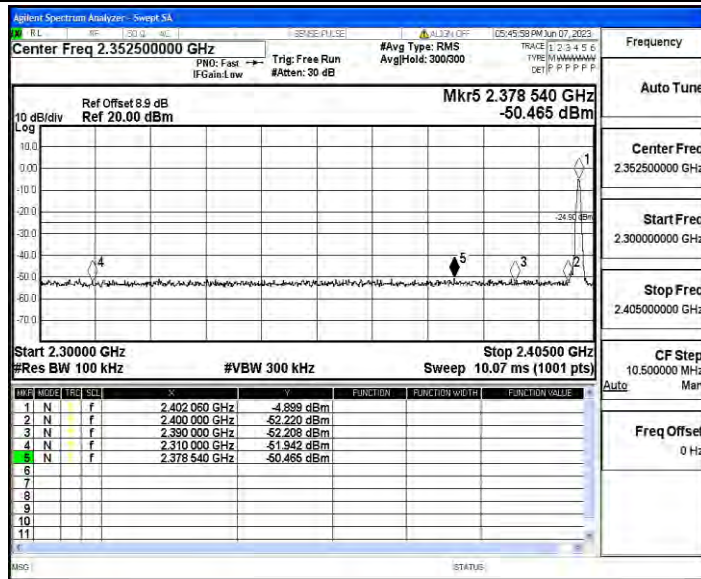 Agilent Spectrum Analyzer - Swept SA
RL RF 50 Ω AC SENSE:PULSE ALIGN OFF 05:45:58 PM Jun 07, 2023
Center Freq 2.352500000 GHz
PNO: Fast
IFGain:Low
Trig: Free Run
#Atten: 30 dB
#Avg Type: RMS
Avg|Hold: 300/300
TRACE 1 2 3 4 5 6
TYPE M W W W W W
DET P P P P P P
Frequency
Auto Tune
Ref Offset 8.9 dB
Ref 20.00 dBm
Mkr5 2.378 540 GHz
-50.465 dBm
10 dB/div
Log
10.0
0.00
-10.0
-20.0
-30.0
-40.0
-50.0
-60.0
-70.0
1
-24.90 dBm
4
5
3
2
Center Freq
2.352500000 GHz
Start Freq
2.300000000 GHz
Stop Freq
2.405000000 GHz
Start 2.30000 GHz Stop 2.40500 GHz
#Res BW 100 kHz #VBW 300 kHz Sweep 10.07 ms (1001 pts)
CF Step
10.500000 MHz
Auto Man
Freq Offset
0 Hz
MKR MODE TRC SCL X Y FUNCTION FUNCTION WIDTH FUNCTION VALUE
1 N f 2.402 060 GHz -4.899 dBm
2 N f 2.400 000 GHz -52.220 dBm
3 N f 2.390 000 GHz -52.208 dBm
4 N f 2.310 000 GHz -51.942 dBm
5 N f 2.378 540 GHz -50.465 dBm
6
7
8
9
10
11
MSG STATUS